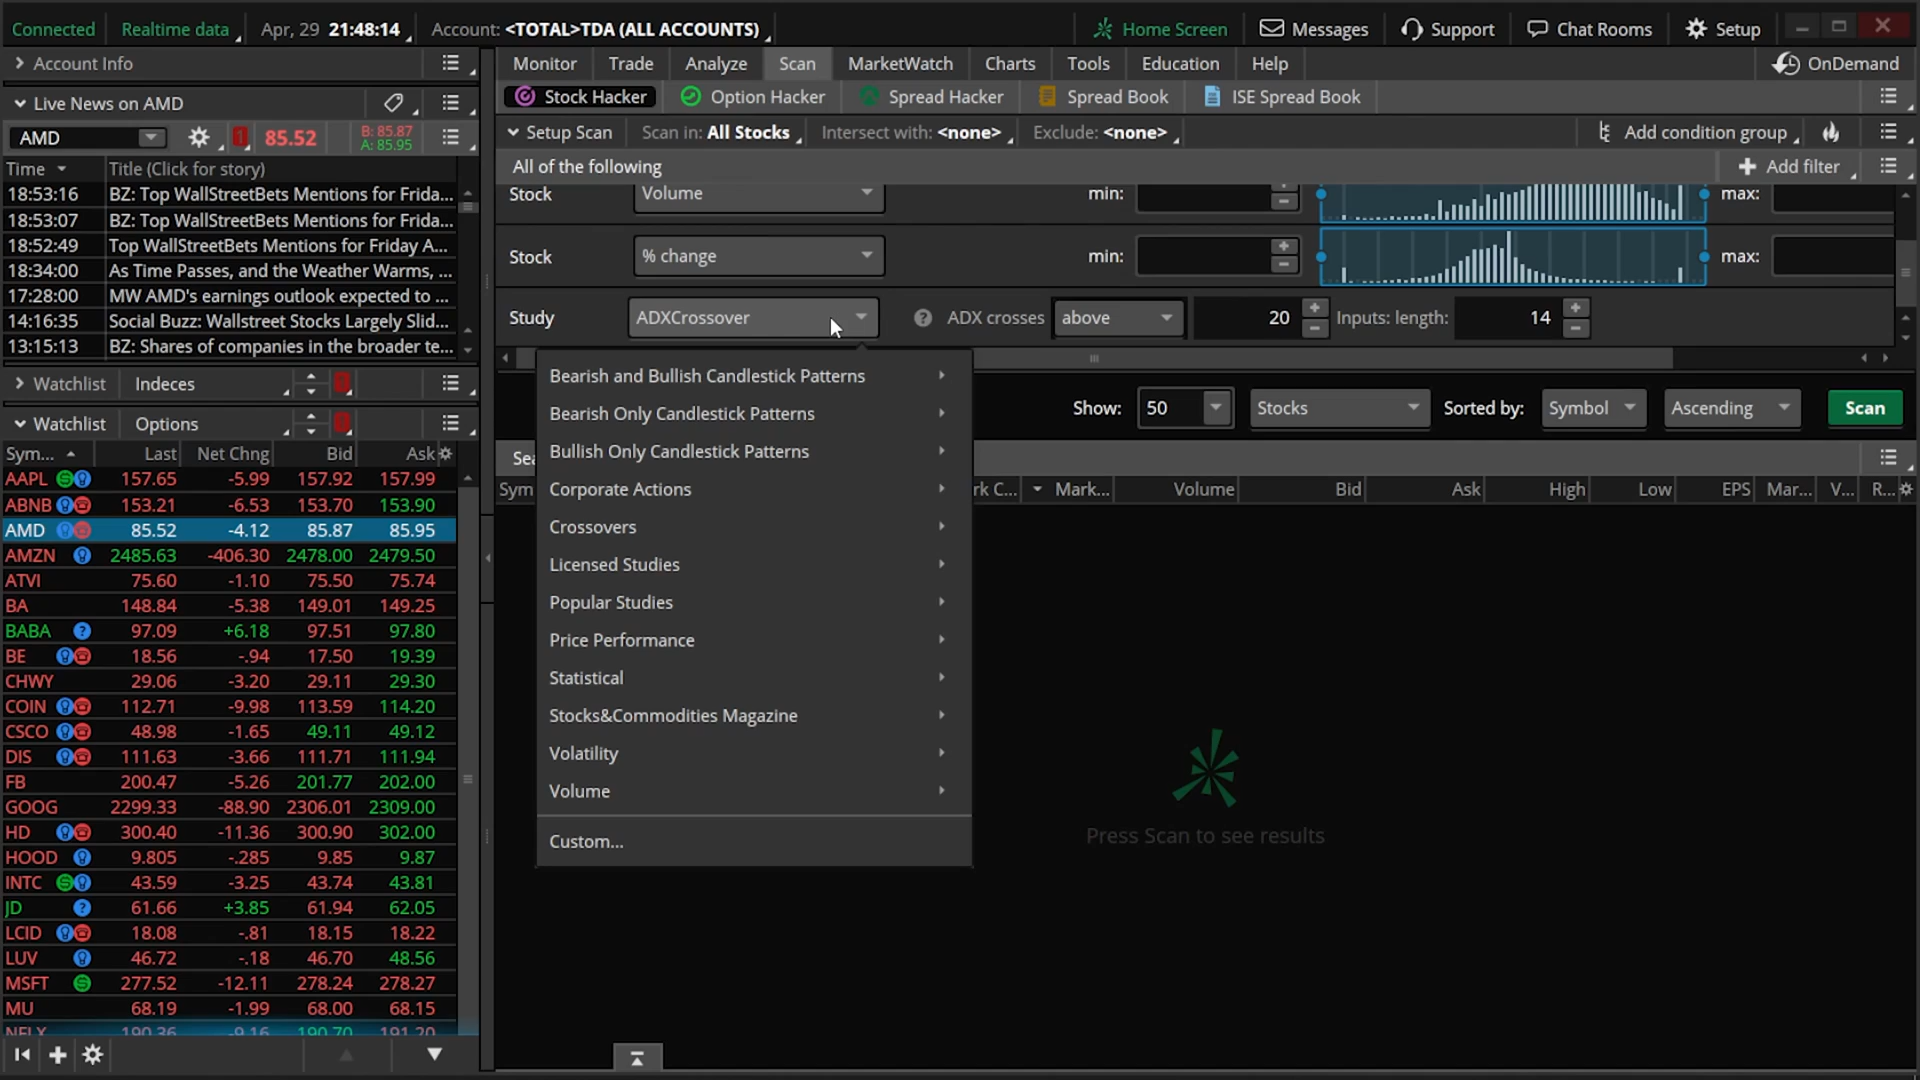 Connected Realtime data Apr, 29 21:48:14 Account: <TOTAL>TDA (ALL ACCOUNTS) Home Screen Messages Support Chat Rooms Setup
Account Info
Monitor Trade Analyze Scan MarketWatch Charts Tools Education Help OnDemand
Live News on AMD
Stock Hacker Option Hacker Spread Hacker Spread Book ISE Spread Book
AMD 1 85.52 B: 85.87 A: 85.95
Setup Scan Scan in: All Stocks Intersect with: <none> Exclude: <none> Add condition group
Time Title (Click for story)
All of the following Add filter
18:53:16 BZ: Top WallStreetBets Mentions for Frida...
18:53:07 BZ: Top WallStreetBets Mentions for Frida...
18:52:49 Top WallStreetBets Mentions for Friday A...
18:34:00 As Time Passes, and the Weather Warms, ...
17:28:00 MW AMD's earnings outlook expected to ...
14:16:35 Social Buzz: Wallstreet Stocks Largely Slid...
13:15:13 BZ: Shares of companies in the broader te...
Stock Volume min: max:
Stock % change min: max:
Study ADXCrossover ? ADX crosses above 20 Inputs: length: 14
Watchlist Indeces
Watchlist Options
Sym... Last Net Chng Bid Ask
AAPL 157.65 -5.99 157.92 157.99
ABNB 153.21 -6.53 153.70 153.90
AMD 85.52 -4.12 85.87 85.95
AMZN 2485.63 -406.30 2478.00 2479.50
ATVI 75.60 -1.10 75.50 75.74
BA 148.84 -5.38 149.01 149.25
BABA ? 97.09 +6.18 97.51 97.80
BE 18.56 -.94 17.50 19.39
CHWY 29.06 -3.20 29.11 29.30
COIN 112.71 -9.98 113.59 114.20
CSCO 48.98 -1.65 49.11 49.12
DIS 111.63 -3.66 111.71 111.94
FB 200.47 -5.26 201.77 202.00
GOOG 2299.33 -88.90 2306.01 2309.00
HD 300.40 -11.36 300.90 302.00
HOOD 9.805 -.285 9.85 9.87
INTC 43.59 -3.25 43.74 43.81
JD ? 61.66 +3.85 61.94 62.05
LCID 18.08 -.81 18.15 18.22
LUV 46.72 -.18 46.70 48.56
MSFT 277.52 -12.11 278.24 278.27
MU 68.19 -1.99 68.00 68.15
NFLX 190.36 -9.16 190.70 191.20
Bearish and Bullish Candlestick Patterns
Bearish Only Candlestick Patterns
Bullish Only Candlestick Patterns
Corporate Actions
Crossovers
Licensed Studies
Popular Studies
Price Performance
Statistical
Stocks&Commodities Magazine
Volatility
Volume
Custom...
Show: 50 Stocks Sorted by: Symbol Ascending Scan
Sea
Sym rk C... Mark... Volume Bid Ask High Low EPS Mar... V... R...
Press Scan to see results